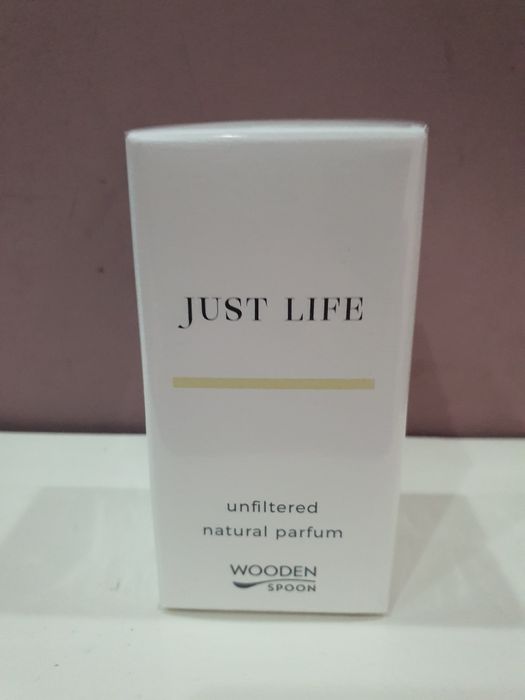 JUST LIFE
unfiltered
natural parfum
WOODEN
SPOON